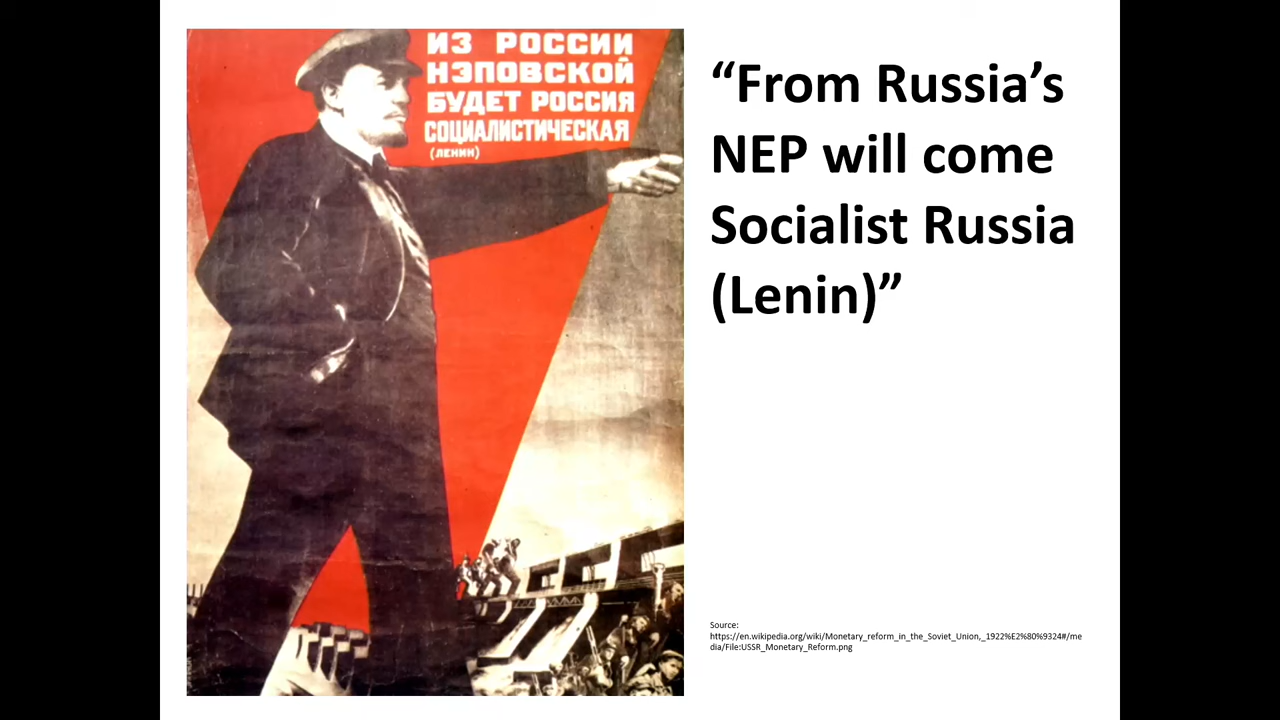 ИЗ РОССИИ
НЭПОВСКОЙ
БУДЕТ РОССИЯ
СОЦИАЛИСТИЧЕСКАЯ
(ЛЕНИН)
“From Russia’s
NEP will come
Socialist Russia
(Lenin)”
Source:
https://en.wikipedia.org/wiki/Monetary_reform_in_the_Soviet_Union,_1922%E2%80%9324#/me
dia/File:USSR_Monetary_Reform.png